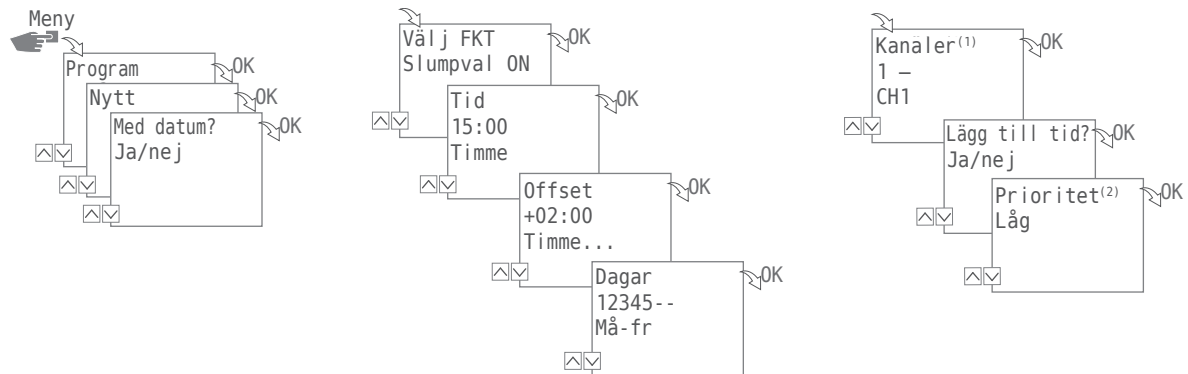 Meny
Program
OK
Nytt
OK
Med datum?
OK
Ja/nej
Välj FKT
OK
Slumpval ON
Tid
OK
15:00
Timme
Offset
OK
+02:00
Timme...
Dagar
OK
12345--
Må-fr
Kanäler(1)
OK
1 –
CH1
Lägg till tid?
OK
Ja/nej
Prioritet(2)
OK
Låg